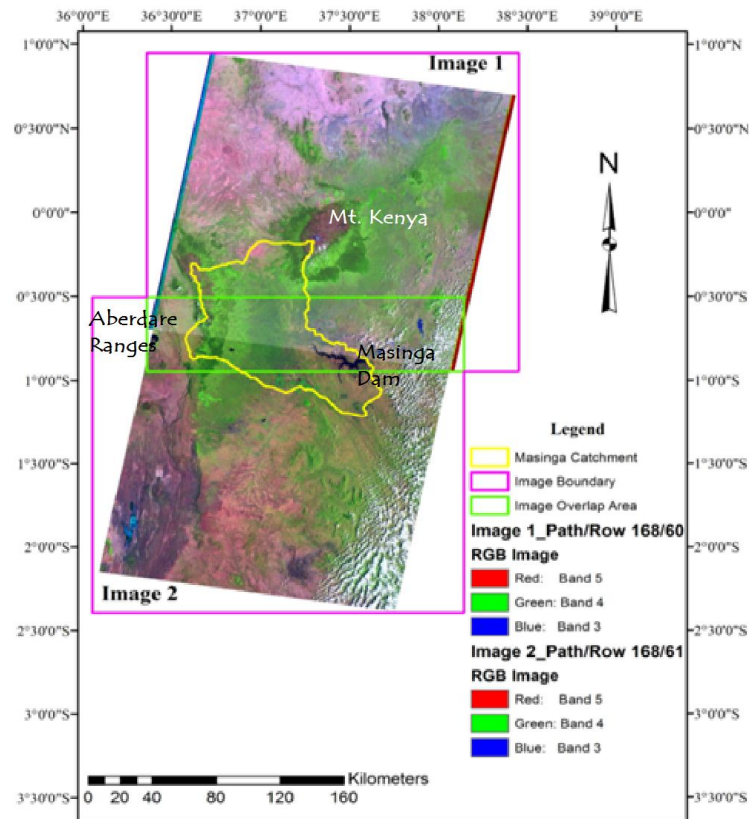 36°0'0"E 36°30'0"E 37°0'0"E 37°30'0"E 38°0'0"E 38°30'0"E 39°0'0"E
1°0'0"N
Image 1
0°30'0"N
N
0°0'0"
Mt. Kenya
0°30'0"S
Aberdare
Ranges
Masinga
Dam
1°0'0"S
1°30'0"S
2°0'0"S
Image 2
2°30'0"S
3°0'0"S
3°30'0"S
1°0'0"N
0°30'0"N
0°0'0"
0°30'0"S
1°0'0"S
1°30'0"S
2°0'0"S
2°30'0"S
3°0'0"S
3°30'0"S
Legend
Masinga Catchment
Image Boundary
Image Overlap Area
Image 1_Path/Row 168/60
RGB Image
Red: Band 5
Green: Band 4
Blue: Band 3
Image 2_Path/Row 168/61
RGB Image
Red: Band 5
Green: Band 4
Blue: Band 3
Kilometers
0 20 40 80 120 160